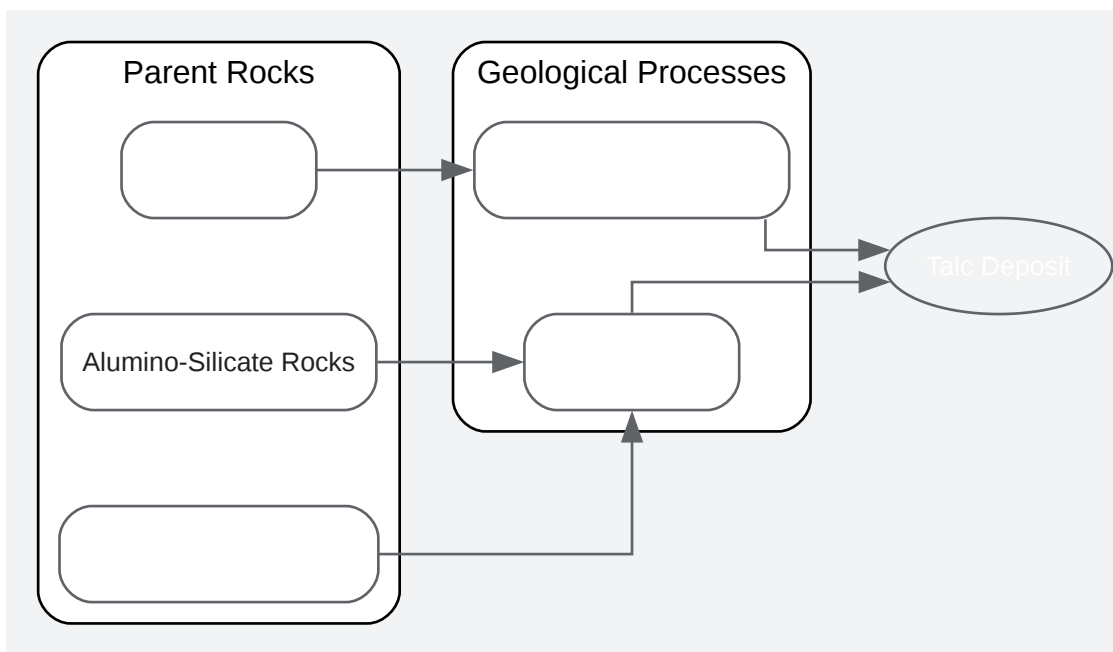 Parent Rocks
Geological Processes
Talc Deposit
Alumino-Silicate Rocks